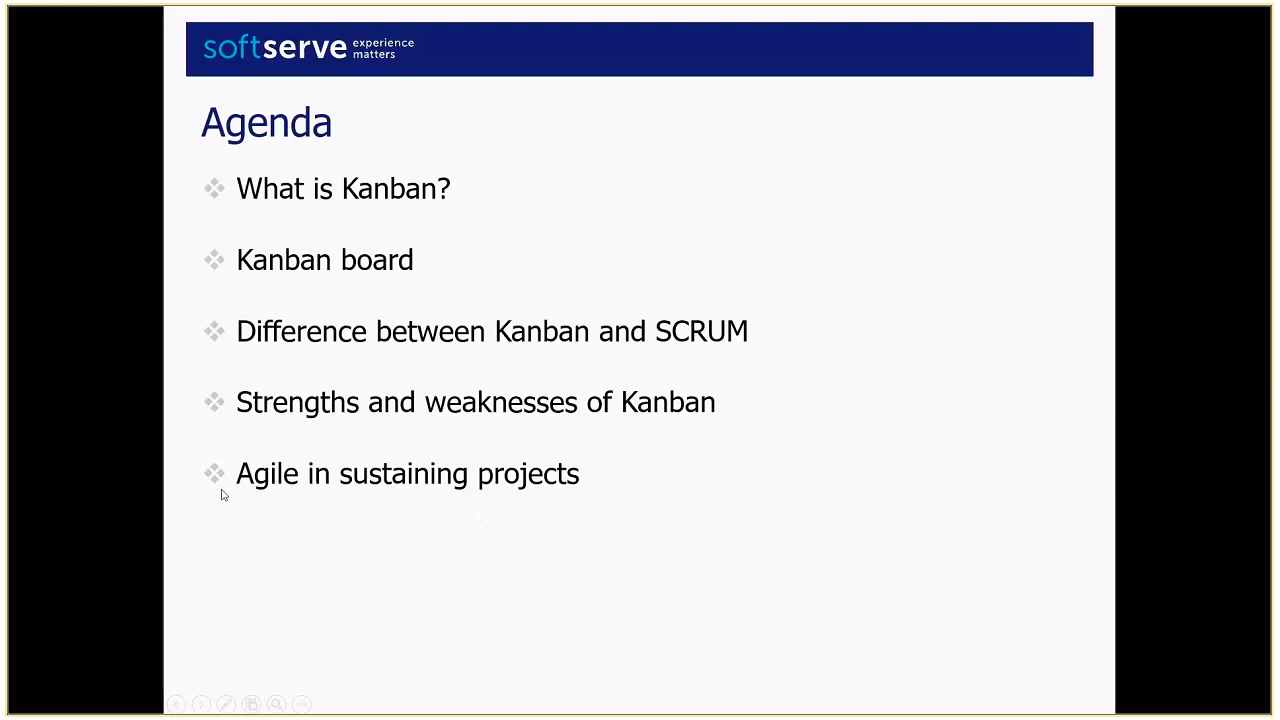 softserve experience matters
Agenda
What is Kanban?
Kanban board
Difference between Kanban and SCRUM
Strengths and weaknesses of Kanban
Agile in sustaining projects